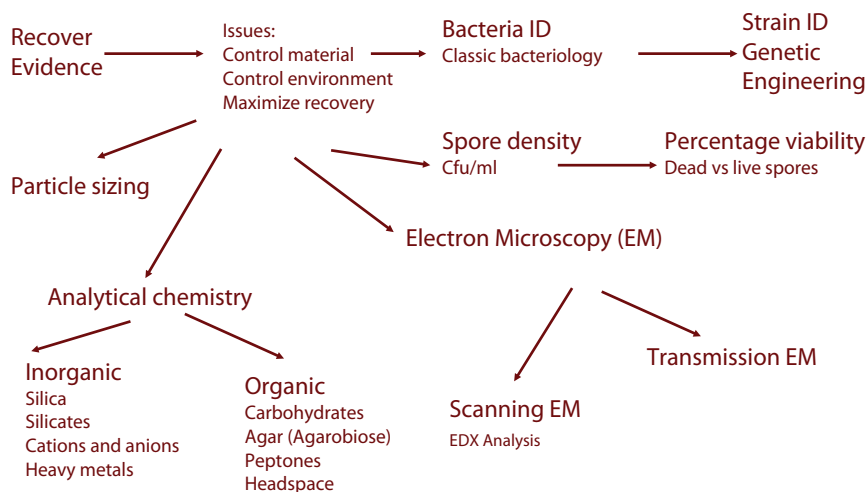 Recover
Evidence
Issues:
Control material
Control environment
Maximize recovery
Bacteria ID
Classic bacteriology
Strain ID
Genetic
Engineering
Spore density
Cfu/ml
Percentage viability
Dead vs live spores
Particle sizing
Electron Microscopy (EM)
Analytical chemistry
Transmission EM
Inorganic
Silica
Silicates
Cations and anions
Heavy metals
Organic
Carbohydrates
Agar (Agarobiose)
Peptones
Headspace
Scanning EM
EDX Analysis